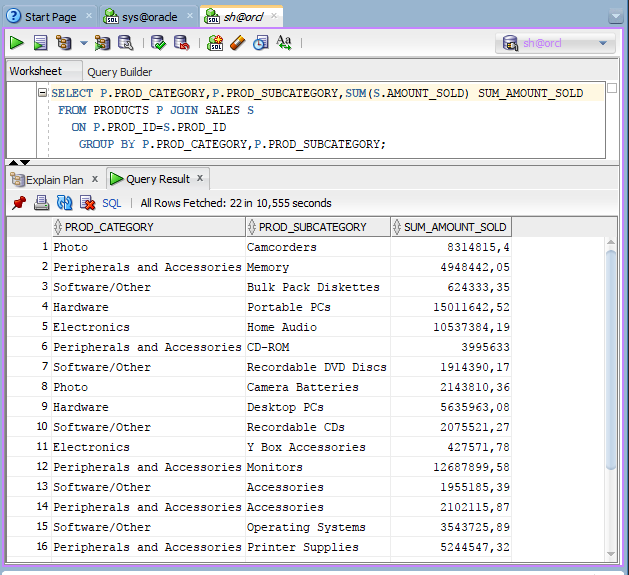 Start Page sys@oracle sh@orcl
sh@orcl
Worksheet Query Builder
SELECT P.PROD_CATEGORY,P.PROD_SUBCATEGORY,SUM(S.AMOUNT_SOLD) SUM_AMOUNT_SOLD
FROM PRODUCTS P JOIN SALES S
ON P.PROD_ID=S.PROD_ID
GROUP BY P.PROD_CATEGORY,P.PROD_SUBCATEGORY;
Explain Plan Query Result
SQL All Rows Fetched: 22 in 10,555 seconds
PROD_CATEGORY PROD_SUBCATEGORY SUM_AMOUNT_SOLD
1 Photo Camcorders 8314815,4
2 Peripherals and Accessories Memory 4948442,05
3 Software/Other Bulk Pack Diskettes 624333,35
4 Hardware Portable PCs 15011642,52
5 Electronics Home Audio 10537384,19
6 Peripherals and Accessories CD-ROM 3995633
7 Software/Other Recordable DVD Discs 1914390,17
8 Photo Camera Batteries 2143810,36
9 Hardware Desktop PCs 5635963,08
10 Software/Other Recordable CDs 2075521,27
11 Electronics Y Box Accessories 427571,78
12 Peripherals and Accessories Monitors 12687899,58
13 Software/Other Accessories 1955185,39
14 Peripherals and Accessories Accessories 2102115,87
15 Software/Other Operating Systems 3543725,89
16 Peripherals and Accessories Printer Supplies 5244547,32